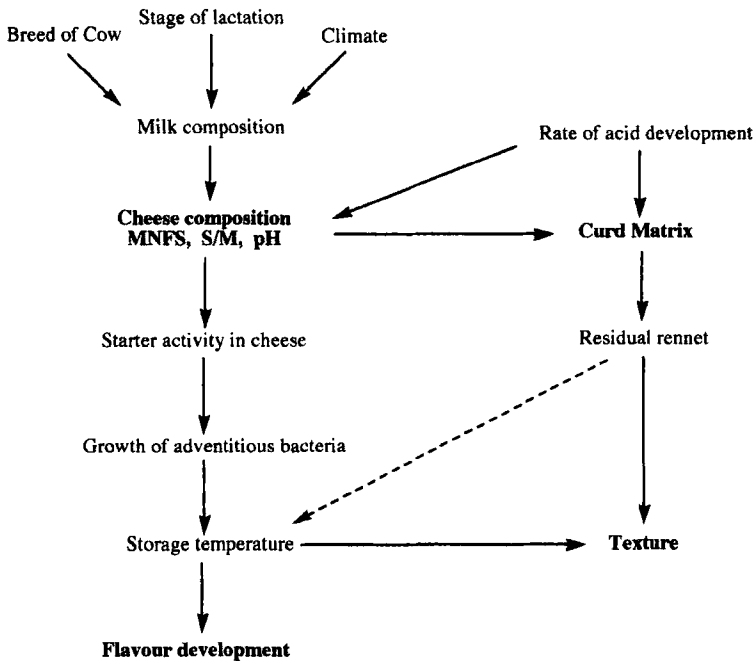 Stage of lactation
Breed of Cow
Climate
Milk composition
Rate of acid development
Cheese composition
MNFS, S/M, pH
Curd Matrix
Starter activity in cheese
Residual rennet
Growth of adventitious bacteria
Storage temperature
Texture
Flavour development